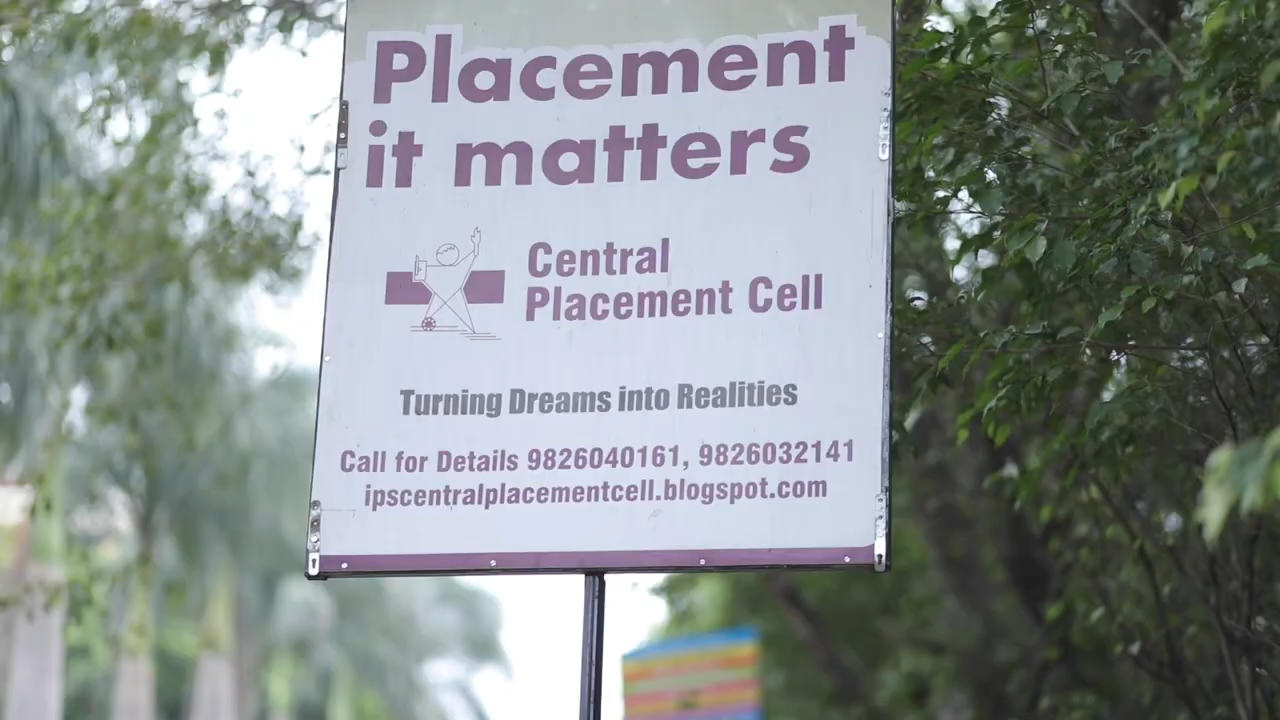 Placement
it matters
Central
Placement Cell
Turning Dreams into Realities
Call for Details 9826040161, 9826032141
ipscentralplacementcell.blogspot.com